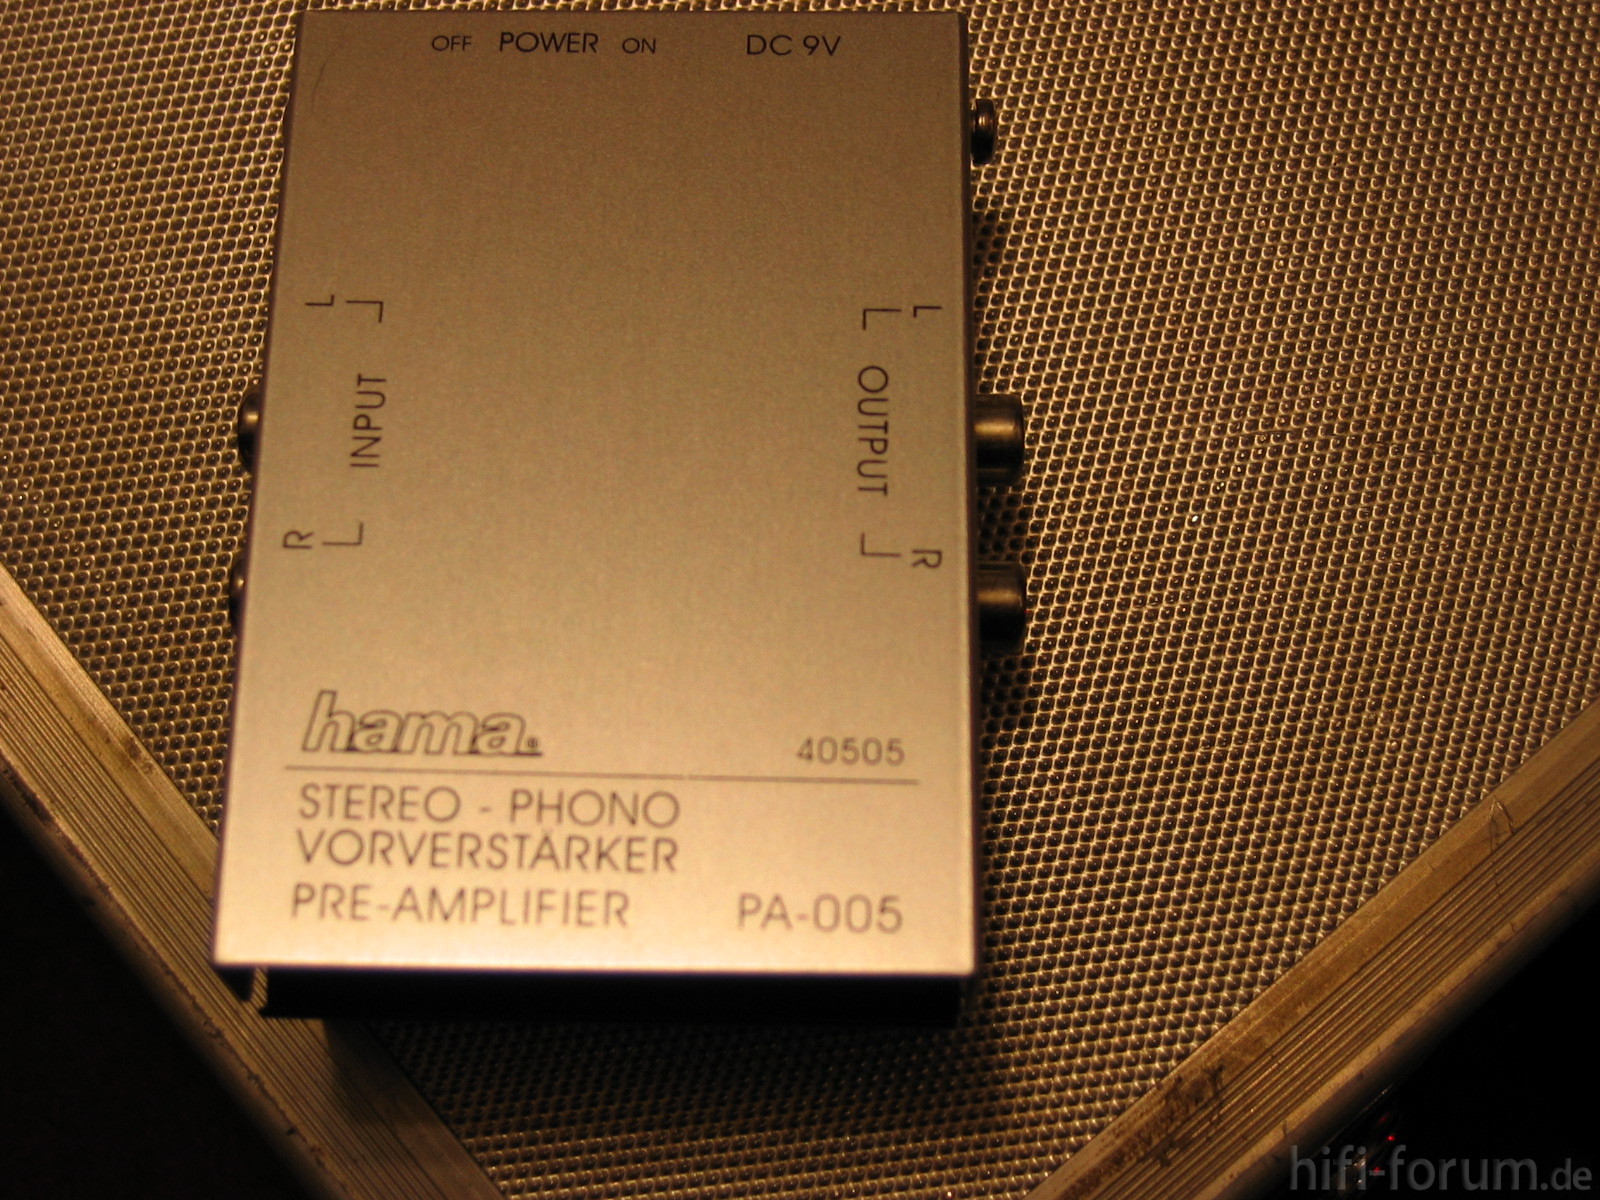 OFF POWER ON DC 9V
L INPUT R
L OUTPUT R
hama®
40505
STEREO - PHONO
VORVERSTÄRKER
PRE-AMPLIFIER PA-005
hifi-forum.de